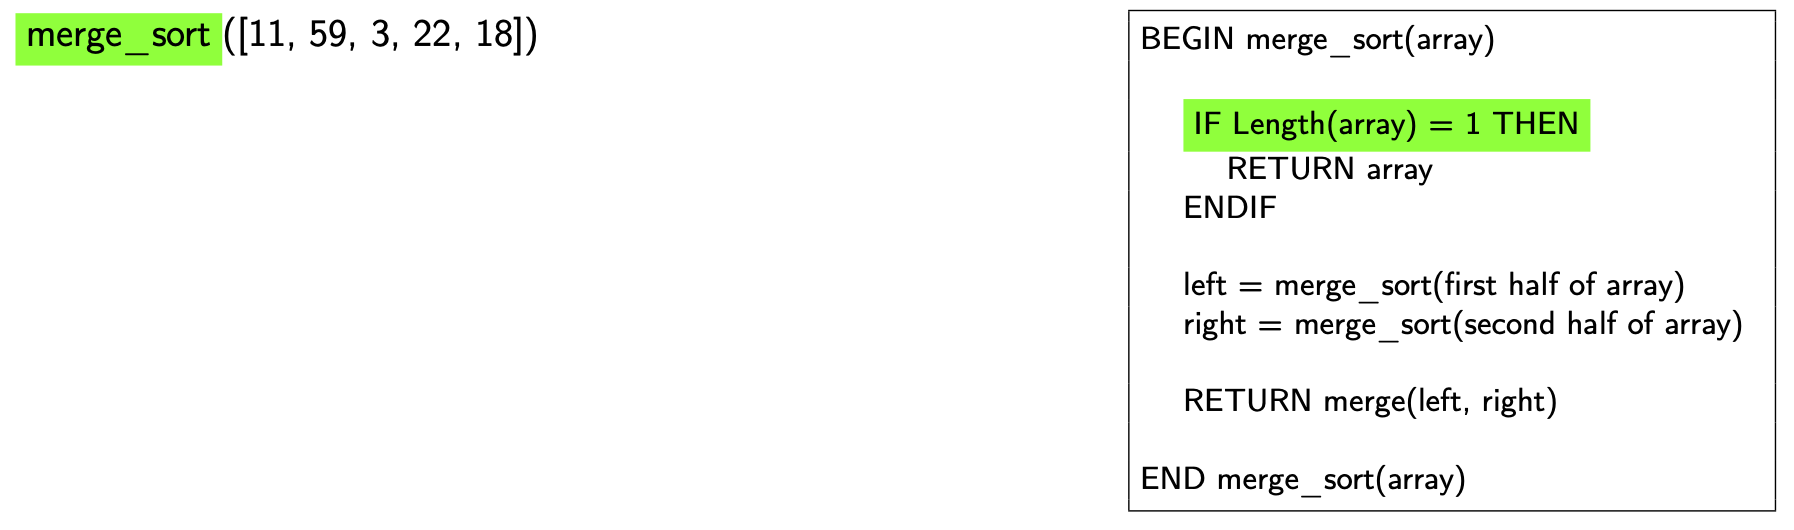 merge_sort([11, 59, 3, 22, 18])
BEGIN merge_sort(array)
IF Length(array) = 1 THEN
RETURN array
ENDIF
left = merge_sort(first half of array)
right = merge_sort(second half of array)
RETURN merge(left, right)
END merge_sort(array)